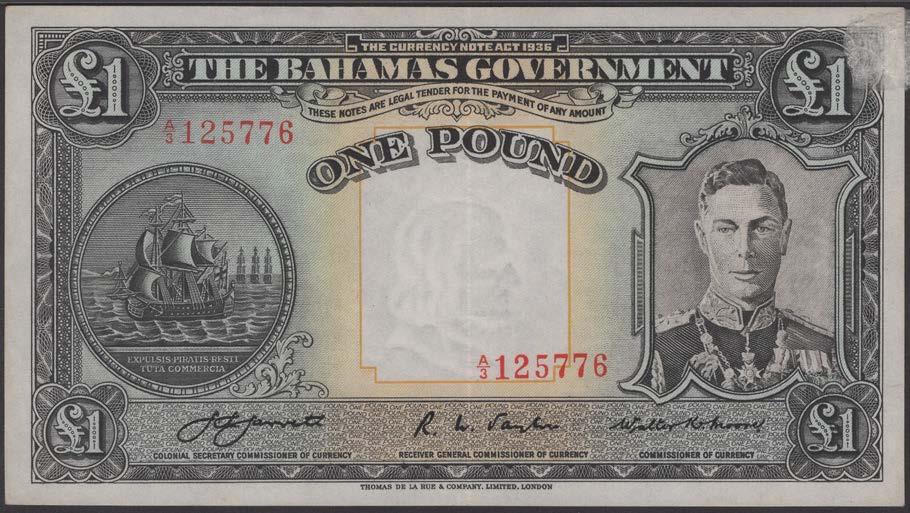 THE CURRENCY NOTE ACT 1936
£1 THE BAHAMAS GOVERNMENT £1
THESE NOTES ARE LEGAL TENDER FOR THE PAYMENT OF ANY AMOUNT
A/3 125776
ONE POUND
EXPULSIS·PIRATIS·RESTI
TUTA COMMERCIA
A/3 125776
£1 £1
COLONIAL SECRETARY COMMISSIONER OF CURRENCY
RECEIVER GENERAL COMMISSIONER OF CURRENCY
COMMISSIONER OF CURRENCY
THOMAS DE LA RUE & COMPANY, LIMITED, LONDON